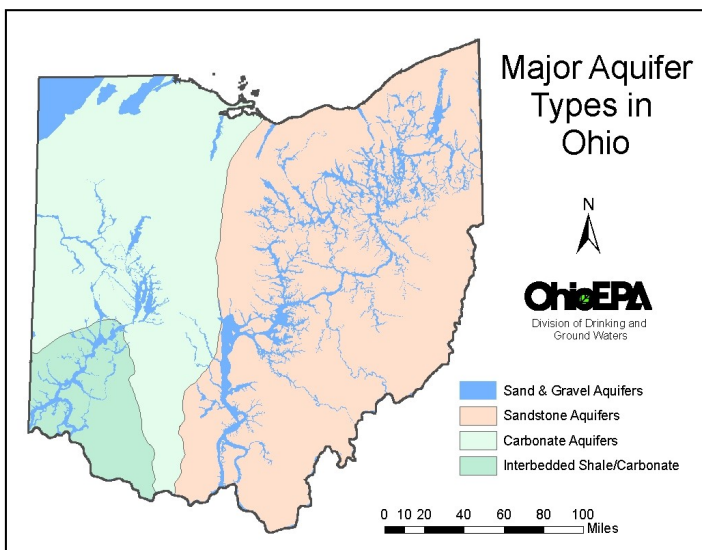 Major Aquifer
Types in
Ohio
N
OhioEPA
Division of Drinking and
Ground Waters
Sand & Gravel Aquifers
Sandstone Aquifers
Carbonate Aquifers
Interbedded Shale/Carbonate
0 10 20 40 60 80 100
Miles